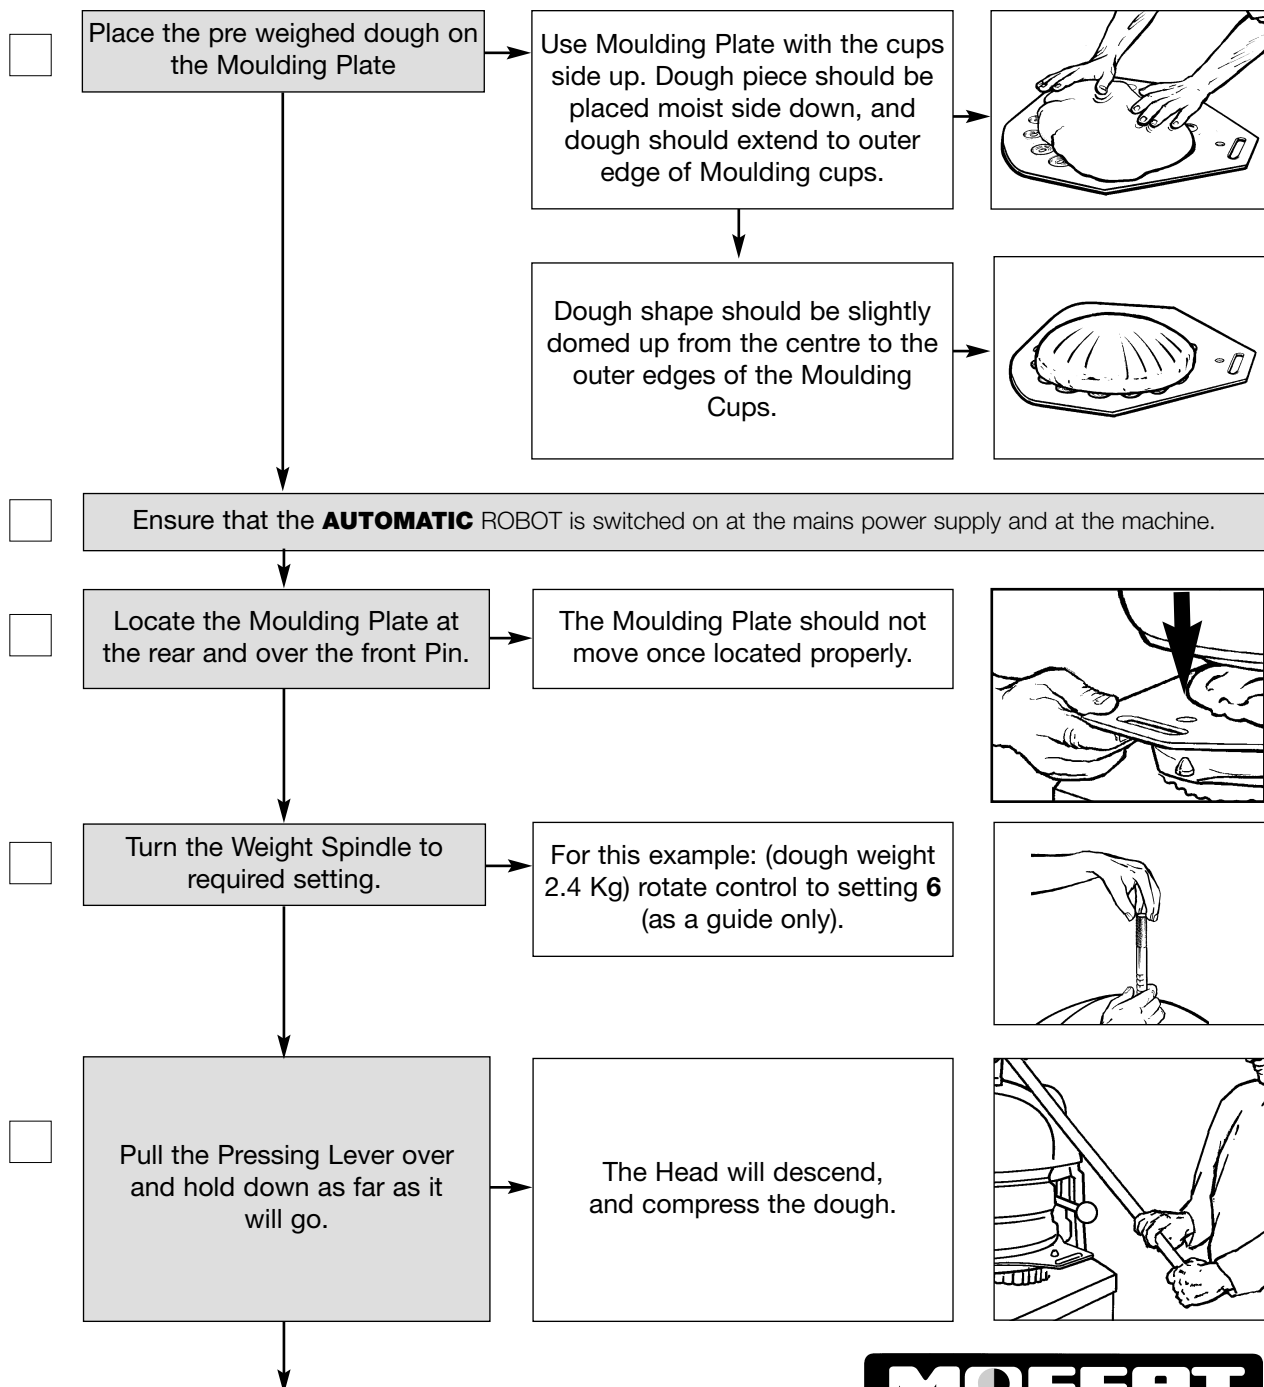 Place the pre weighed dough on
the Moulding Plate
Use Moulding Plate with the cups
side up. Dough piece should be
placed moist side down, and
dough should extend to outer
edge of Moulding cups.
Dough shape should be slightly
domed up from the centre to the
outer edges of the Moulding
Cups.
Ensure that the AUTOMATIC ROBOT is switched on at the mains power supply and at the machine.
Locate the Moulding Plate at
the rear and over the front Pin.
The Moulding Plate should not
move once located properly.
Turn the Weight Spindle to
required setting.
For this example: (dough weight
2.4 Kg) rotate control to setting 6
(as a guide only).
Pull the Pressing Lever over
and hold down as far as it
will go.
The Head will descend,
and compress the dough.
MOFFAT